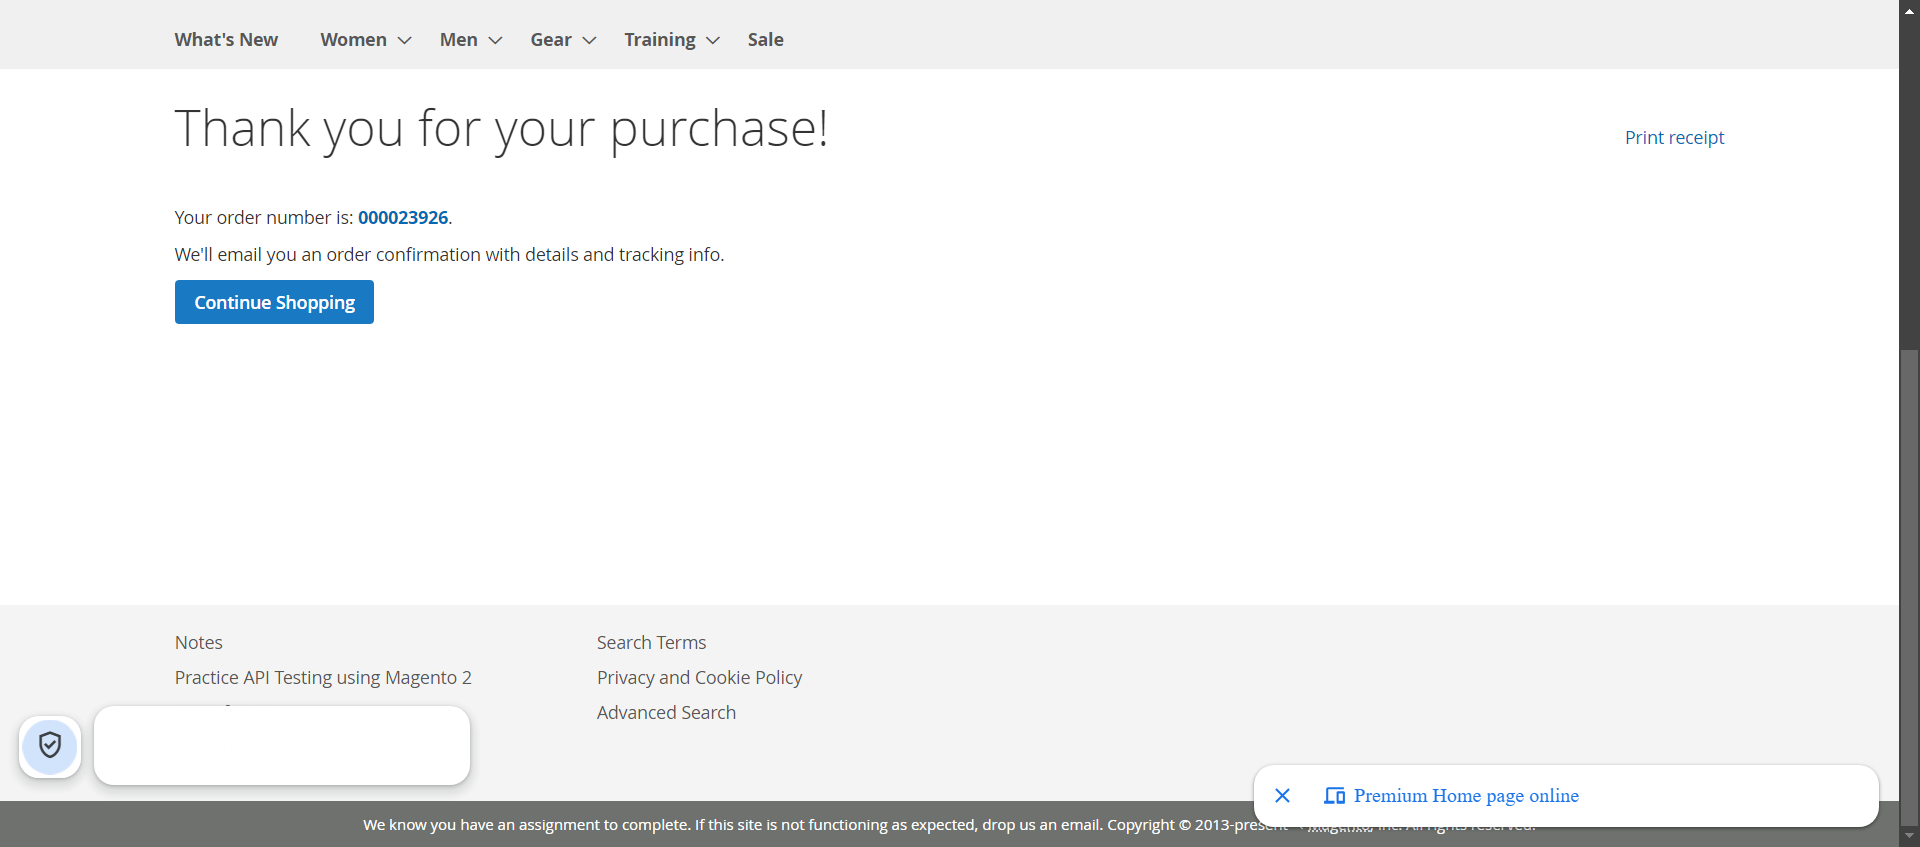 What's New Women Men Gear Training Sale
Thank you for your purchase!
Print receipt
Your order number is: 000023926.
We'll email you an order confirmation with details and tracking info.
Continue Shopping
Notes
Practice API Testing using Magento 2
Search Terms
Privacy and Cookie Policy
Advanced Search
Premium Home page online
We know you have an assignment to complete. If this site is not functioning as expected, drop us an email. Copyright © 2013-present